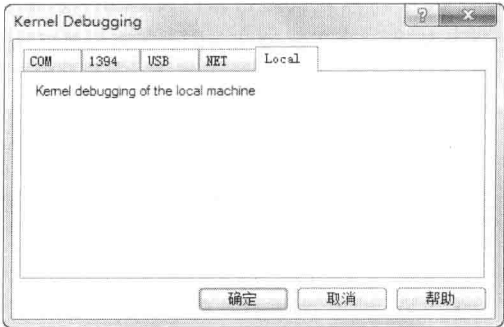 Kernel Debugging
COM 1394 USB NET Local
Kernel debugging of the local machine
确定 取消 帮助